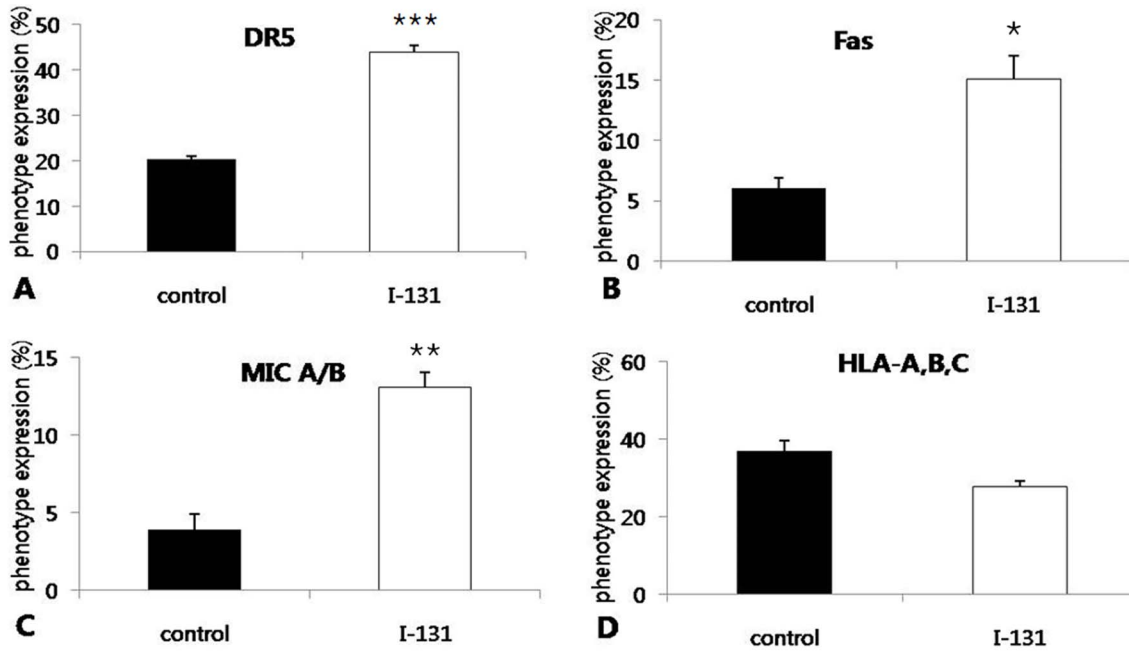 DR5
***
phenotype expression (%)
50
40
30
20
10
0
control
I-131
A
Fas
*
phenotype expression (%)
20
15
10
5
0
control
I-131
B
MIC A/B
**
phenotype expression (%)
15
10
5
0
control
I-131
C
HLA-A,B,C
phenotype expression (%)
60
40
20
0
control
I-131
D